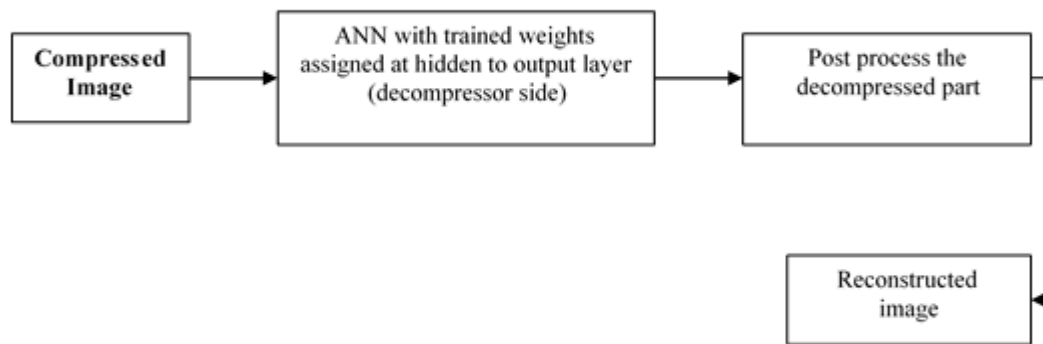 Compressed
Image
ANN with trained weights
assigned at hidden to output layer
(decompressor side)
Post process the
decompressed part
Reconstructed
image